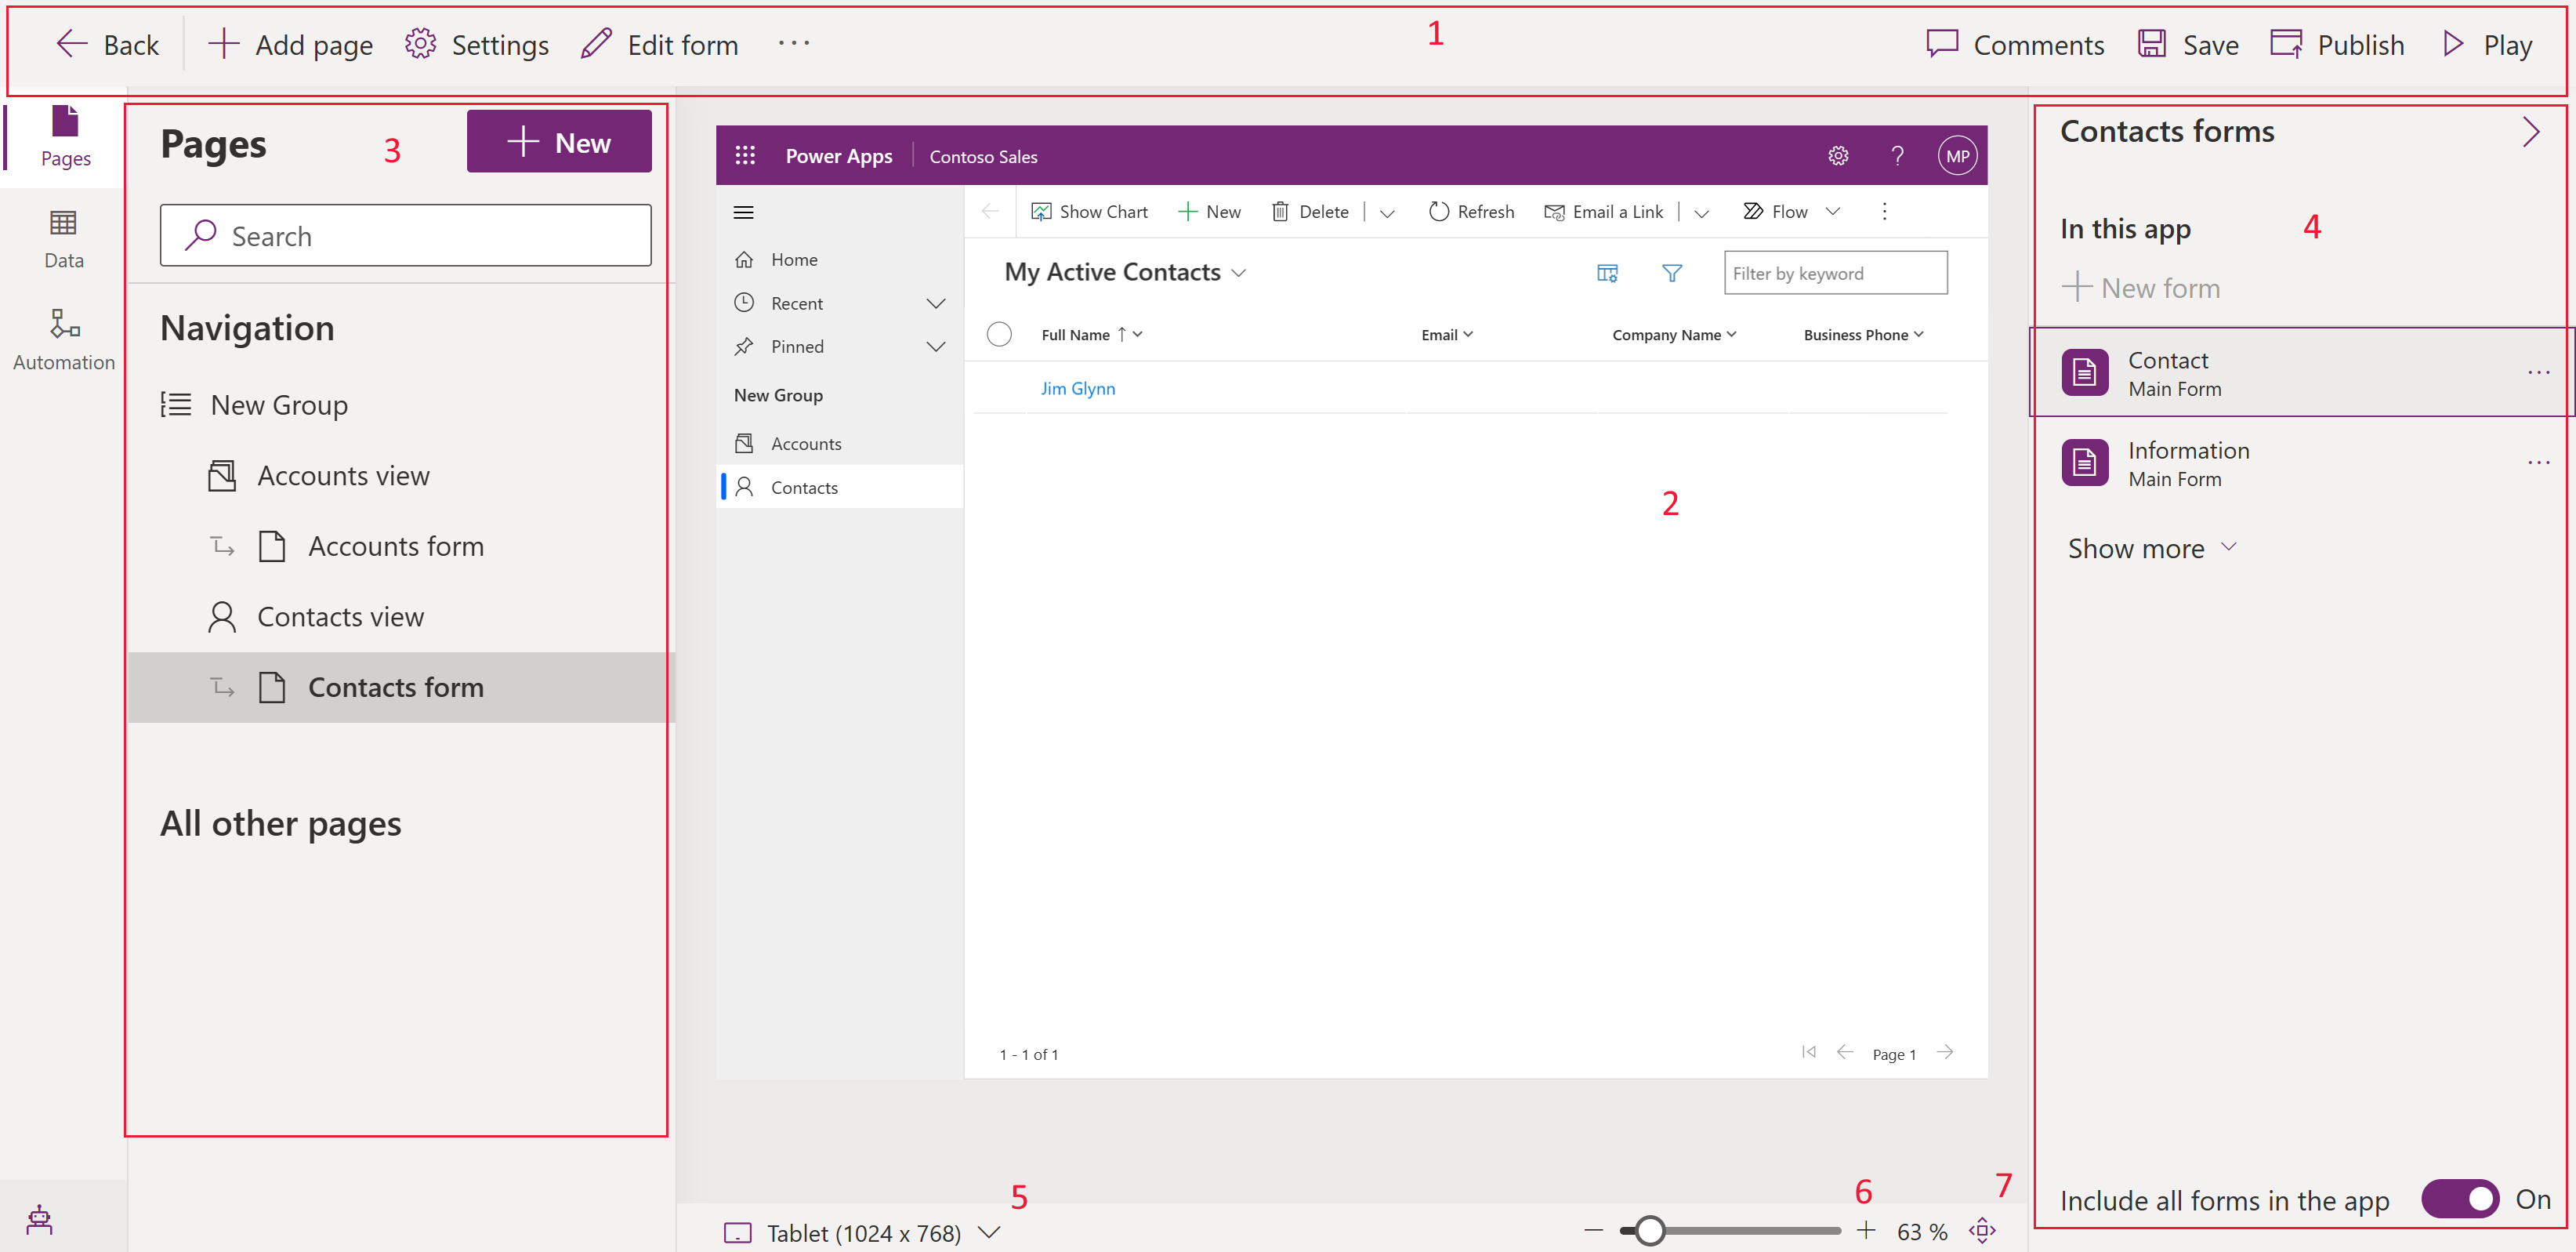 Back
Add page
Settings
Edit form
1
Comments
Save
Publish
Play
Pages
Data
Automation
Pages
3
New
Search
Navigation
New Group
Accounts view
Accounts form
Contacts view
Contacts form
All other pages
Power Apps
Contoso Sales
?
MP
Home
Recent
Pinned
New Group
Accounts
Contacts
Show Chart
New
Delete
Refresh
Email a Link
Flow
My Active Contacts
Filter by keyword
Full Name
Email
Company Name
Business Phone
Jim Glynn
2
1 - 1 of 1
Page 1
5
Tablet (1024 x 768)
6
63 %
7
Contacts forms
In this app
4
New form
Contact
Main Form
Information
Main Form
Show more
Include all forms in the app
On